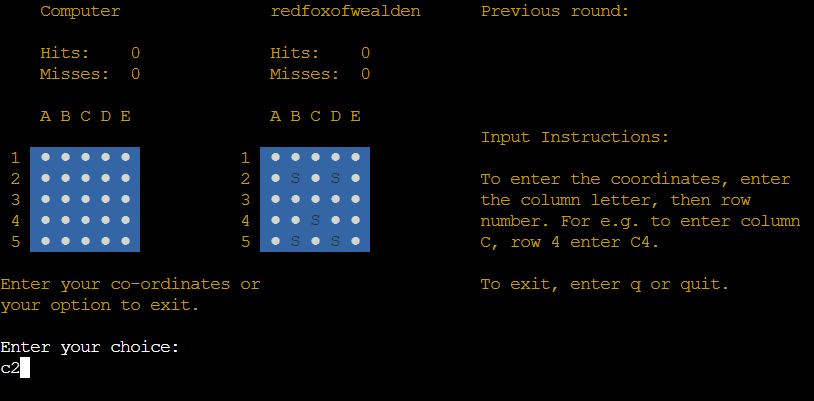 Computer redfoxofwealden Previous round:
Hits: 0 Hits: 0
Misses: 0 Misses: 0
A B C D E A B C D E
Input Instructions:
1 1
2 2 S S To enter the coordinates, enter
3 3 the column letter, then row
4 4 S number. For e.g. to enter column
5 5 S S C, row 4 enter C4.
Enter your co-ordinates or To exit, enter q or quit.
your option to exit.
Enter your choice:
c2